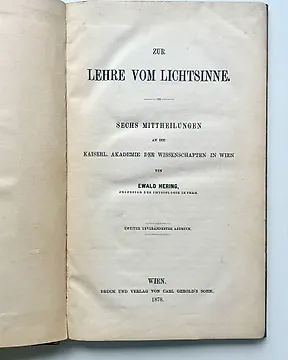 ZUR
LEHRE VOM LICHTSINNE.
SECHS MITTHEILUNGEN
AN DIE
KAISERL. AKADEMIE DER WISSENSCHAFTEN IN WIEN
VON
EWALD HERING,
PROFESSOR DER PHYSIOLOGIE IN PRAG.
ZWEITER UNVERÄNDERTER ABDRUCK.
WIEN.
DRUCK UND VERLAG VON CARL GEROLD'S SOHN.
1878.